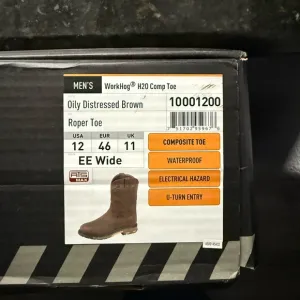 MEN'S WorkHog® H2O Comp Toe
Oily Distressed Brown 10001200
Roper Toe
USA EUR UK
12 46 11
EE Wide
COMPOSITE TOE
WATERPROOF
ELECTRICAL HAZARD
U-TURN ENTRY
ATS